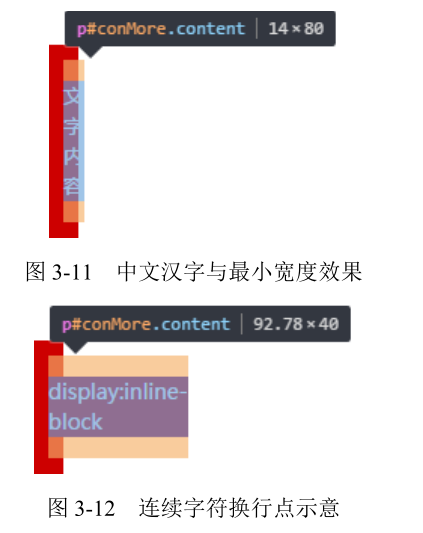 p#conMore.content | 14×80
文
字
内
容
图 3-11 中文汉字与最小宽度效果
p#conMore.content | 92.78×40
display:inline-
block
图 3-12 连续字符换行点示意